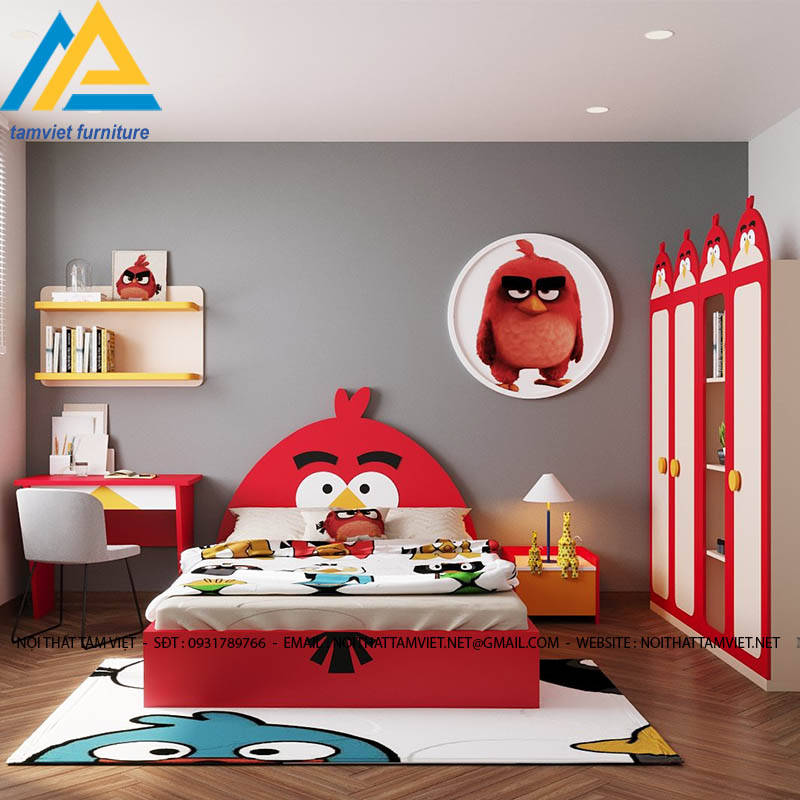 tamviet furniture
NỘI THẤT TÂM VIỆT - SĐT : 0931789766 - EMAIL : NOITHATTAMVIET.NET@GMAIL.COM - WEBSITE : NOITHATTAMVIET.NET